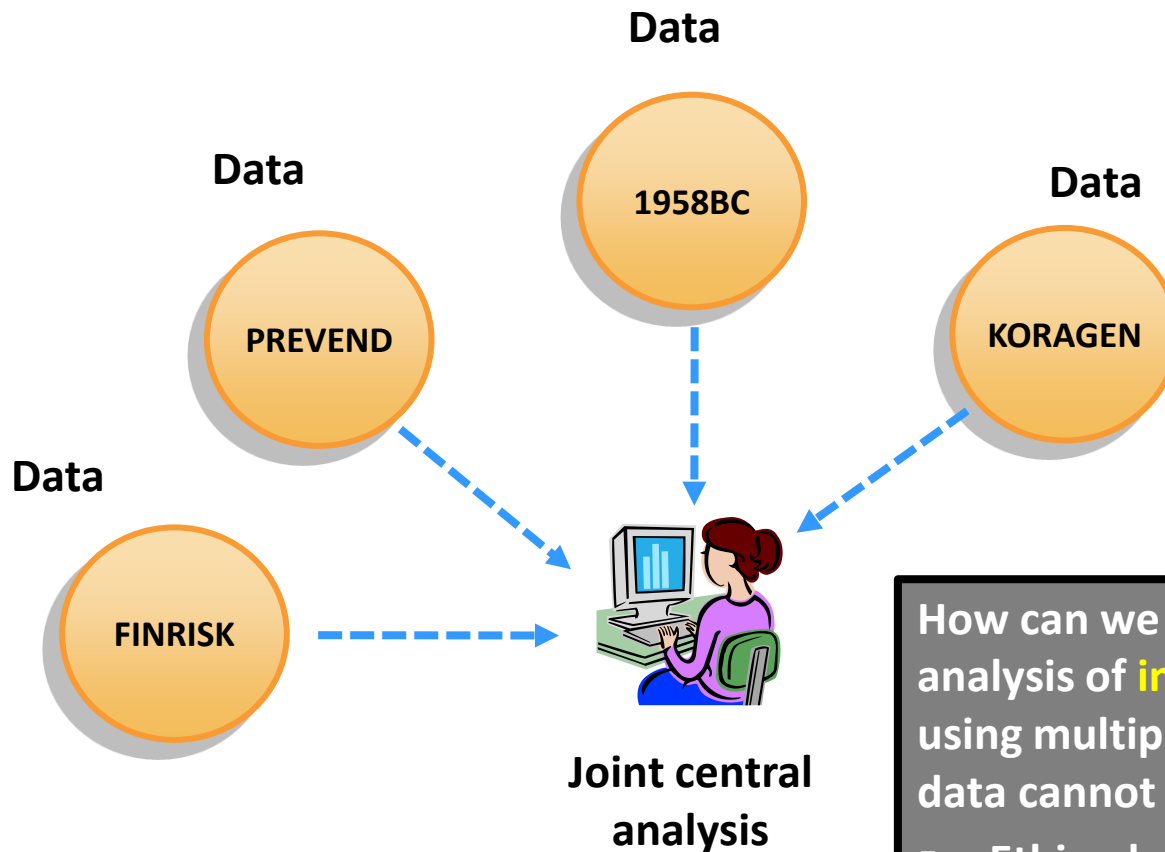 Data
Data
1958BC
Data
PREVEND
KORAGEN
Data
FINRISK
Joint central
analysis
How can we
analysis of
using
data cannot